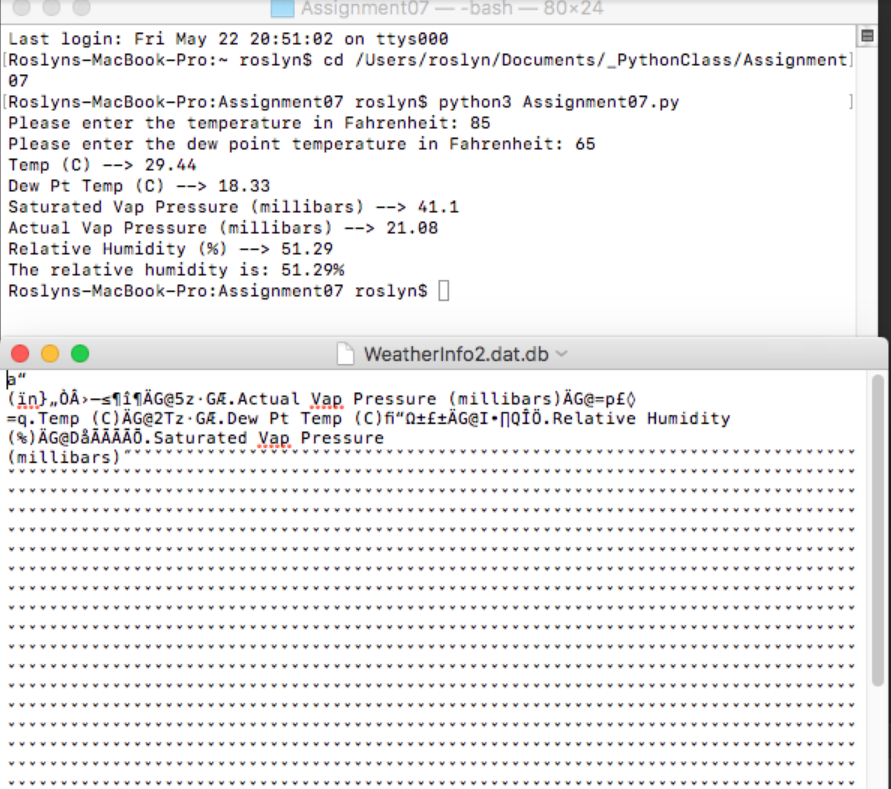 Assignment07 — -bash — 80×24
Last login: Fri May 22 20:51:02 on ttys000
[Roslyns-MacBook-Pro:~ roslyn$ cd /Users/roslyn/Documents/_PythonClass/Assignment]
07
[Roslyns-MacBook-Pro:Assignment07 roslyn$ python3 Assignment07.py ]
Please enter the temperature in Fahrenheit: 85
Please enter the dew point temperature in Fahrenheit: 65
Temp (C) --> 29.44
Dew Pt Temp (C) --> 18.33
Saturated Vap Pressure (millibars) --> 41.1
Actual Vap Pressure (millibars) --> 21.08
Relative Humidity (%) --> 51.29
The relative humidity is: 51.29%
Roslyns-MacBook-Pro:Assignment07 roslyn$
WeatherInfo2.dat.db
a“
(ïn}„ÒÂ›—≤¶î¶ÄG@5z·GÆ.Actual Vap Pressure (millibars)ÄG@=p£◊
=q.Temp (C)ÄG@2Tz·GÆ.Dew Pt Temp (C)ﬁ“Ω±£±ÄG@I•∏QÎÖ.Relative Humidity
(%)ÄG@DåÃÃÃÃÕ.Saturated Vap Pressure
(millibars)